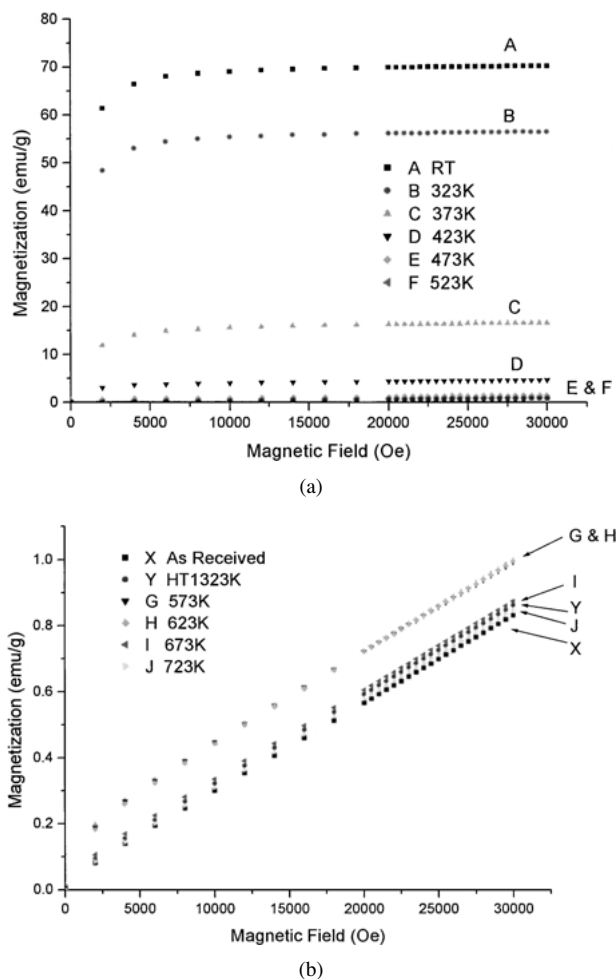 80
70
60
50
40
30
20
10
0
Magnetization (emu/g)
A
B
A RT
B 323K
C 373K
D 423K
E 473K
F 523K
C
D
E & F
0 5000 10000 15000 20000 25000 30000
Magnetic Field (Oe)
(a)
1.0
0.8
0.6
0.4
0.2
0.0
Magnetization (emu/g)
X As Received
Y HT1323K
G 573K
H 623K
I 673K
J 723K
G & H
I
Y
J
X
0 5000 10000 15000 20000 25000 30000
Magnetic Field (Oe)
(b)